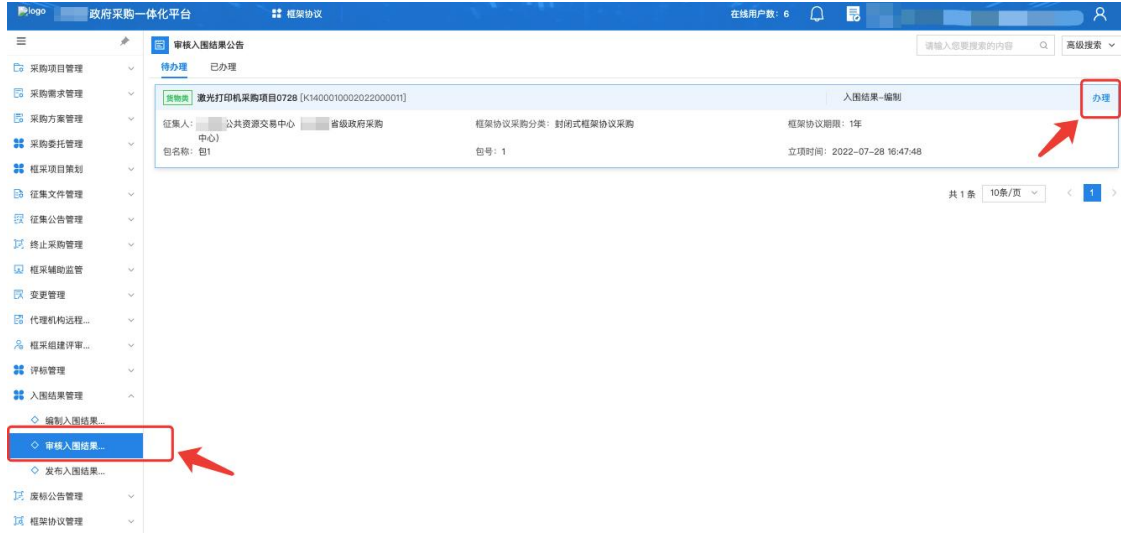 logo 政府采购一体化平台 框架协议 在线用户数：6
审核入围结果公告 请输入您要搜索的内容 高级搜索
待办理 已办理
货物类 激光打印机采购项目0728 [K1400010002022000011] 入围结果-编制 办理
征集人： 公共资源交易中心 省级政府采购中心） 框架协议采购分类：封闭式框架协议采购 框架协议期限：1年
包名称：包1 包号：1 立项时间：2022-07-28 16:47:48
共 1 条 10条/页 1
采购项目管理
采购需求管理
采购方案管理
采购委托管理
框采项目策划
征集文件管理
征集公告管理
终止采购管理
框采辅助监管
变更管理
代理机构远程...
框采组建评审...
评标管理
入围结果管理
编制入围结果...
审核入围结果...
发布入围结果...
废标公告管理
框架协议管理